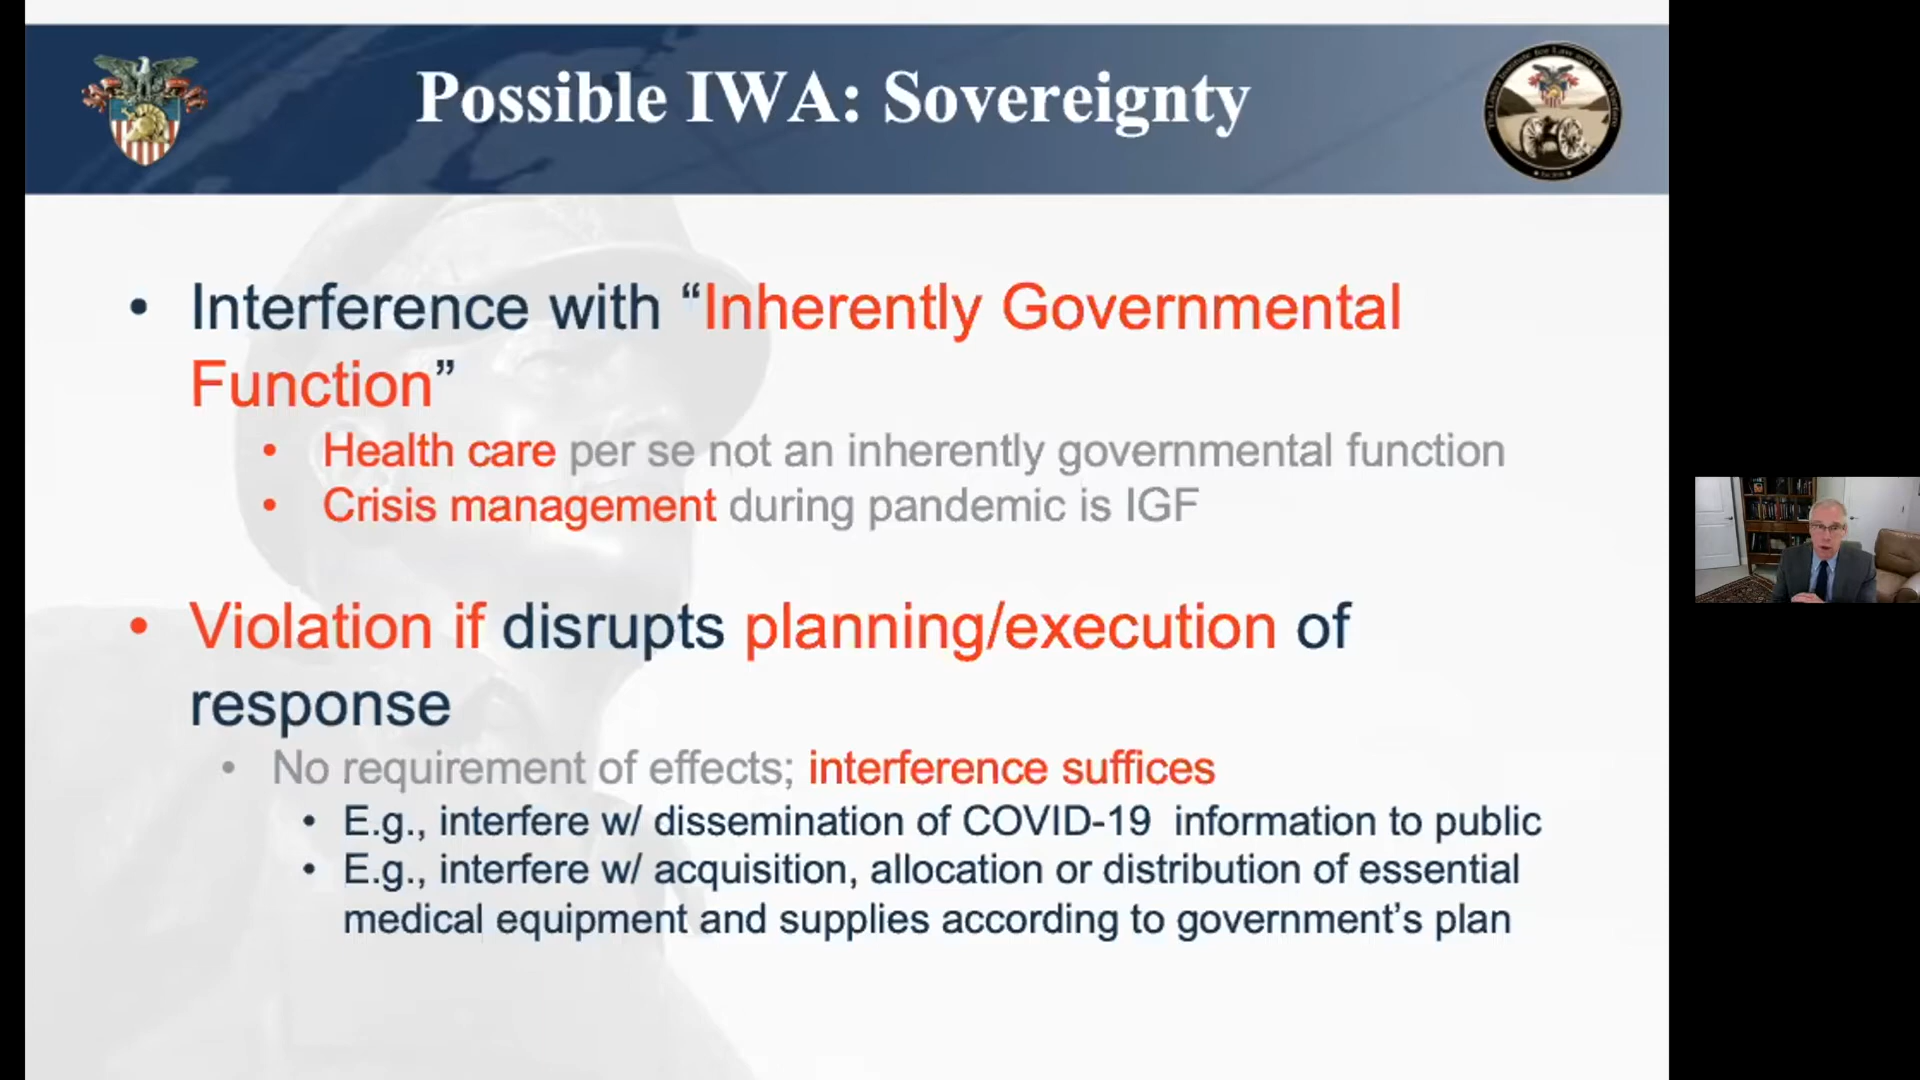 Possible IWA: Sovereignty
• Interference with “Inherently Governmental
Function”
• Health care per se not an inherently governmental function
• Crisis management during pandemic is IGF
• Violation if disrupts planning/execution of
response
• No requirement of effects; interference suffices
• E.g., interfere w/ dissemination of COVID-19 information to public
• E.g., interfere w/ acquisition, allocation or distribution of essential
medical equipment and supplies according to government’s plan